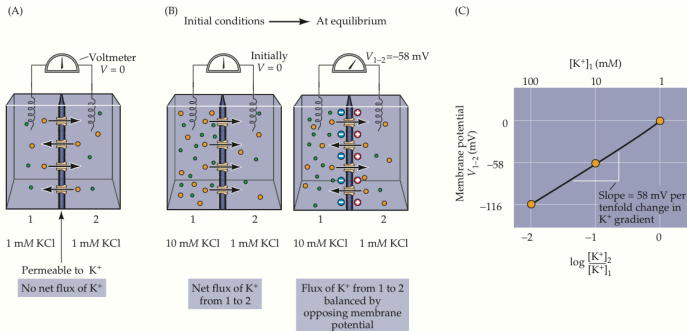 (A)
Voltmeter
V = 0
1
2
1 mM KCl
1 mM KCl
Permeable to K⁺
No net flux of K⁺
(B)
Initial conditions
At equilibrium
Initially
V = 0
1
2
10 mM KCl
1 mM KCl
Net flux of K⁺
from 1 to 2
V₁₋₂=–58 mV
1
2
10 mM KCl
1 mM KCl
Flux of K⁺ from 1 to 2
balanced by
opposing membrane
potential
(C)
[K⁺]₁ (mM)
100
10
1
Membrane potential
V₁₋₂ (mV)
0
–58
–116
Slope = 58 mV per
tenfold change in
K⁺ gradient
–2
–1
0
log [K⁺]₂
[K⁺]₁